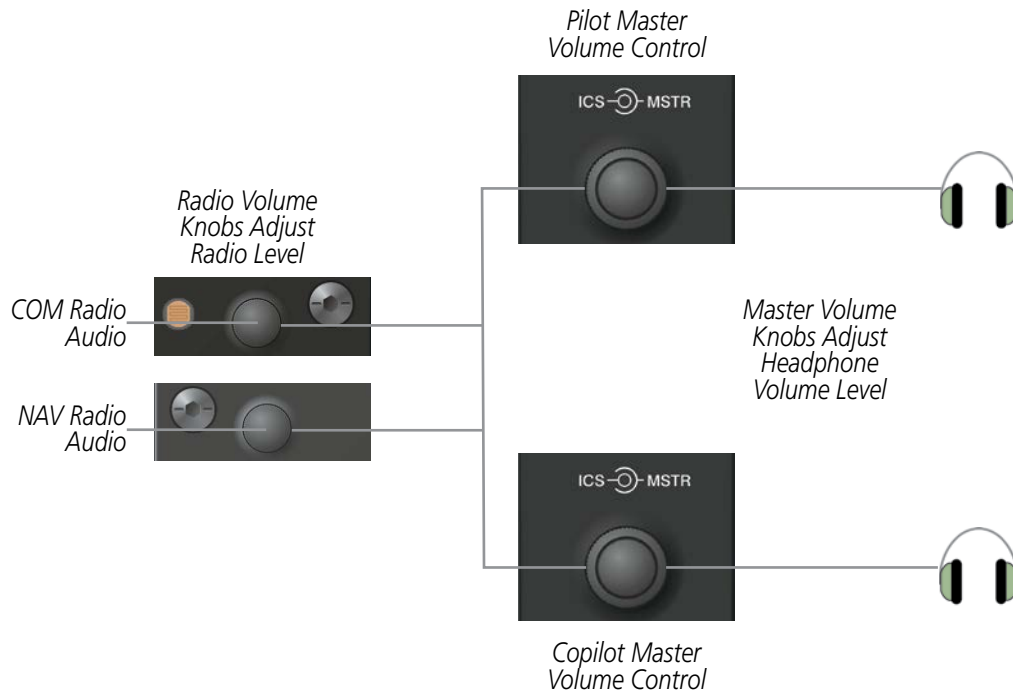 Pilot Master
Volume Control
ICS MSTR
Radio Volume
Knobs Adjust
Radio Level
COM Radio
Audio
NAV Radio
Audio
Master Volume
Knobs Adjust
Headphone
Volume Level
ICS MSTR
Copilot Master
Volume Control